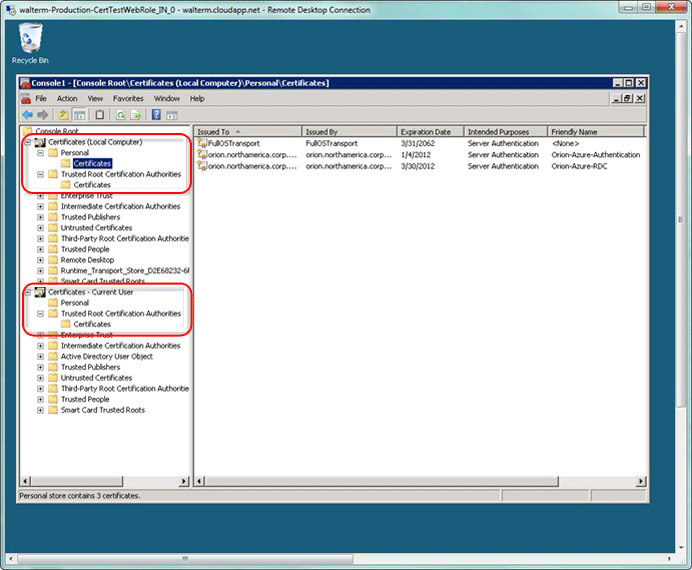 walterm-Production-CertTestWebRole_IN_0 - walterm.cloudapp.net - Remote Desktop Connection
Recycle Bin
Console1 - [Console Root\Certificates (Local Computer)\Personal\Certificates]
File Action View Favorites Window Help
Console Root
Certificates (Local Computer)
Personal
Certificates
Trusted Root Certification Authorities
Certificates
Enterprise Trust
Intermediate Certification Authorities
Trusted Publishers
Untrusted Certificates
Third-Party Root Certification Authoritie
Trusted People
Remote Desktop
Runtime_Transport_Store_D2E68232-6F
Smart Card Trusted Roots
Certificates - Current User
Personal
Trusted Root Certification Authorities
Certificates
Enterprise Trust
Intermediate Certification Authorities
Active Directory User Object
Trusted Publishers
Untrusted Certificates
Third-Party Root Certification Authoritie
Trusted People
Smart Card Trusted Roots
Issued To Issued By Expiration Date Intended Purposes Friendly Name
FullOSTransport FullOSTransport 3/31/2062 Server Authentication <None>
orion.northamerica.corp.... orion.northamerica.corp.... 1/4/2012 Server Authentication Orion-Azure-Authentication
orion.northamerica.corp.... orion.northamerica.corp.... 3/30/2012 Server Authentication Orion-Azure-RDC
Personal store contains 3 certificates.